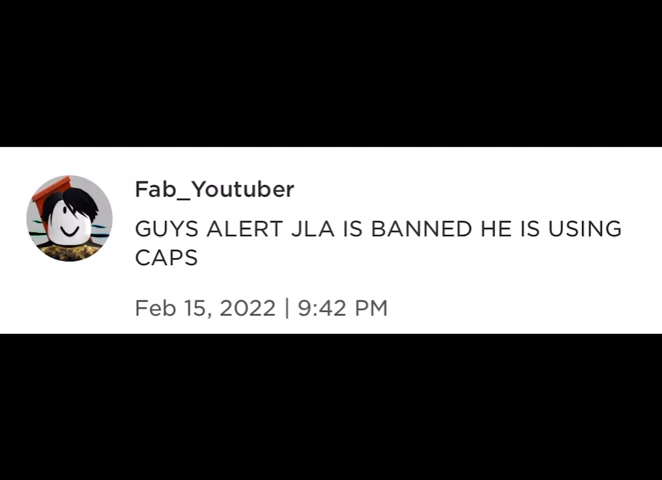 Fab_Youtuber
GUYS ALERT JLA IS BANNED HE IS USING
CAPS
Feb 15, 2022 | 9:42 PM